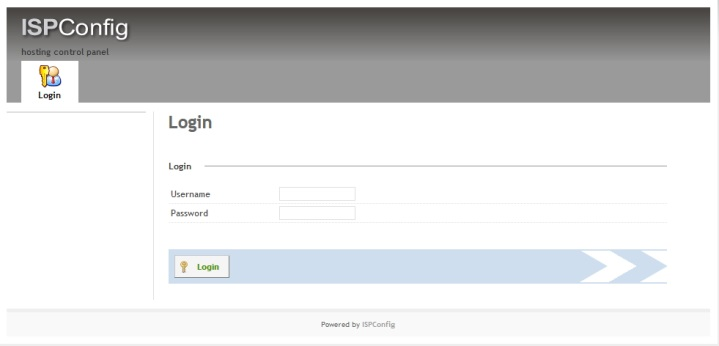 ISPConfig
hosting control panel
Login
Login
Login
Username
Password
Login
Powered by ISPConfig